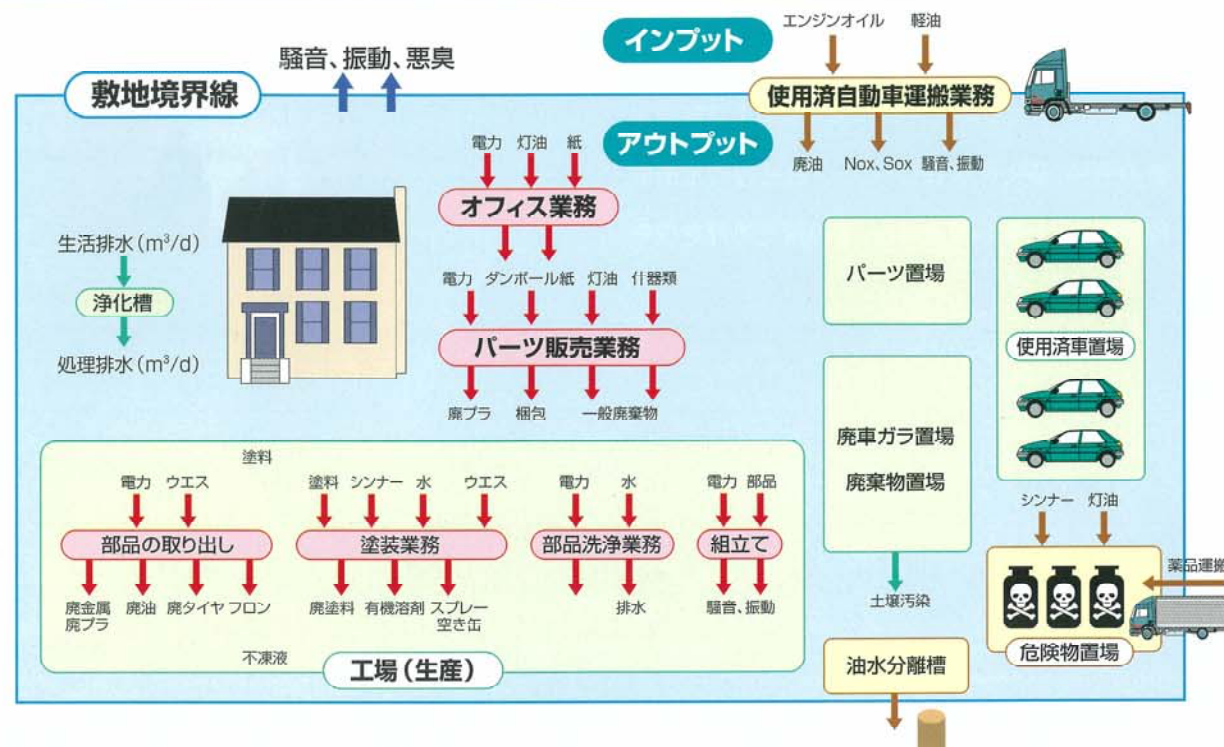 インプット
エンジンオイル 軽油
騒音、振動、悪臭
敷地境界線
使用済自動車運搬業務
アウトプット
廃油 Nox、Sox 騒音、振動
電力 灯油 紙
オフィス業務
生活排水(m³/d)
浄化槽
処理排水(m³/d)
電力 ダンボール紙 灯油 什器類
パーツ販売業務
廃プラ 梱包 一般廃棄物
パーツ置場
使用済車置場
廃車ガラ置場
廃棄物置場
土壌汚染
塗料
電力 ウエス
部品の取り出し
廃金属
廃プラ
廃油 廃タイヤ フロン
塗料 シンナー 水 ウエス
塗装業務
廃塗料 有機溶剤 スプレー
空き缶
電力 水
部品洗浄業務
排水
電力 部品
組立て
騒音、振動
不凍液
工場(生産)
シンナー 灯油
薬品運搬
危険物置場
油水分離槽